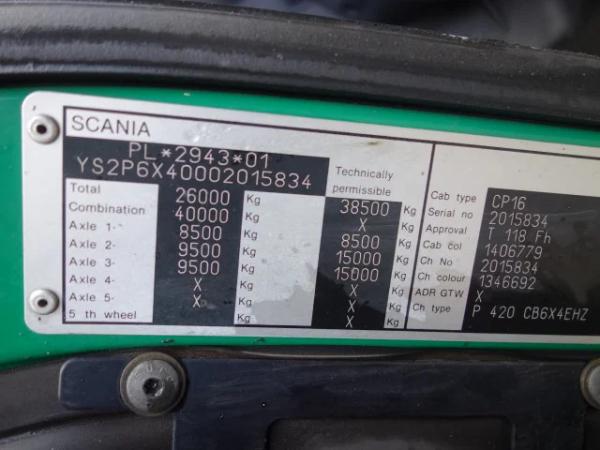 SCANIA
PL*2943*01
YS2P6X40002015834
Technically permissible
Total 26000 Kg 38500 Kg
Combination 40000 Kg X Kg
Axle 1- 8500 Kg 8500 Kg
Axle 2- 9500 Kg 15000 Kg
Axle 3- 9500 Kg 15000 Kg
Axle 4- X Kg X Kg
Axle 5- X Kg X Kg
5 th wheel X Kg X Kg
Cab type CP16
Serial no 2015834
Approval T 118 Fh
Cab col 1406779
Ch No 2015834
Ch colour 1346692
ADR GTW X
Ch type P 420 CB6X4EHZ